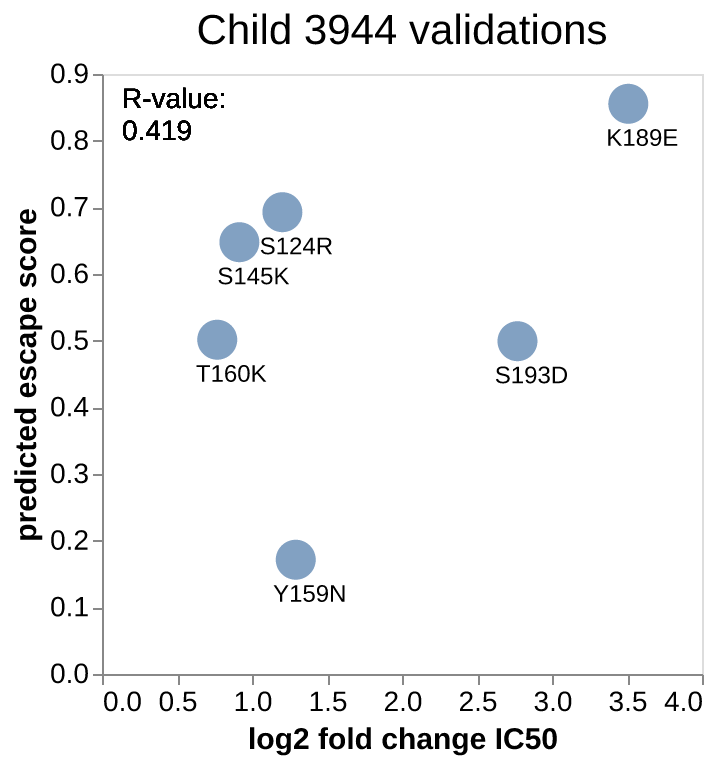 Child 3944 validations
R-value:
0.419
0.9
0.8
0.7
0.6
0.5
0.4
0.3
0.2
0.1
0.0
predicted escape score
K189E
S124R
S145K
T160K
S193D
Y159N
0.0 0.5 1.0 1.5 2.0 2.5 3.0 3.5 4.0
log2 fold change IC50